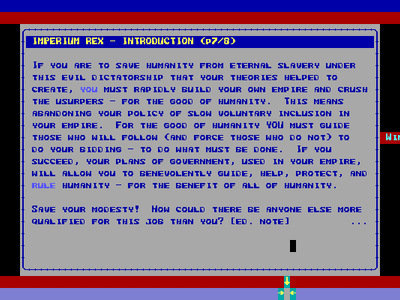 IMPERIUM REX - INTRODUCTION (p7/8)
IF YOU ARE TO SAVE HUMANITY FROM ETERNAL SLAVERY UNDER
THIS EVIL DICTATORSHIP THAT YOUR THEORIES HELPED TO
CREATE, YOU MUST RAPIDLY BUILD YOUR OWN EMPIRE AND CRUSH
THE USURPERS - FOR THE GOOD OF HUMANITY. THIS MEANS
ABANDONING YOUR POLICY OF SLOW VOLUNTARY INCLUSION IN
YOUR EMPIRE. FOR THE GOOD OF HUMANITY YOU MUST GUIDE
THOSE WHO WILL FOLLOW (AND FORCE THOSE WHO DO NOT) TO
DO YOUR BIDDING - TO DO WHAT MUST BE DONE. IF YOU
SUCCEED, YOUR PLANS OF GOVERNMENT, USED IN YOUR EMPIRE,
WILL ALLOW YOU TO BENEVOLENTLY GUIDE, HELP, PROTECT, AND
RULE HUMANITY - FOR THE BENEFIT OF ALL OF HUMANITY.
SAVE YOUR MODESTY! HOW COULD THERE BE ANYONE ELSE MORE
QUALIFIED FOR THIS JOB THAN YOU? [ED. NOTE] ...
WIN